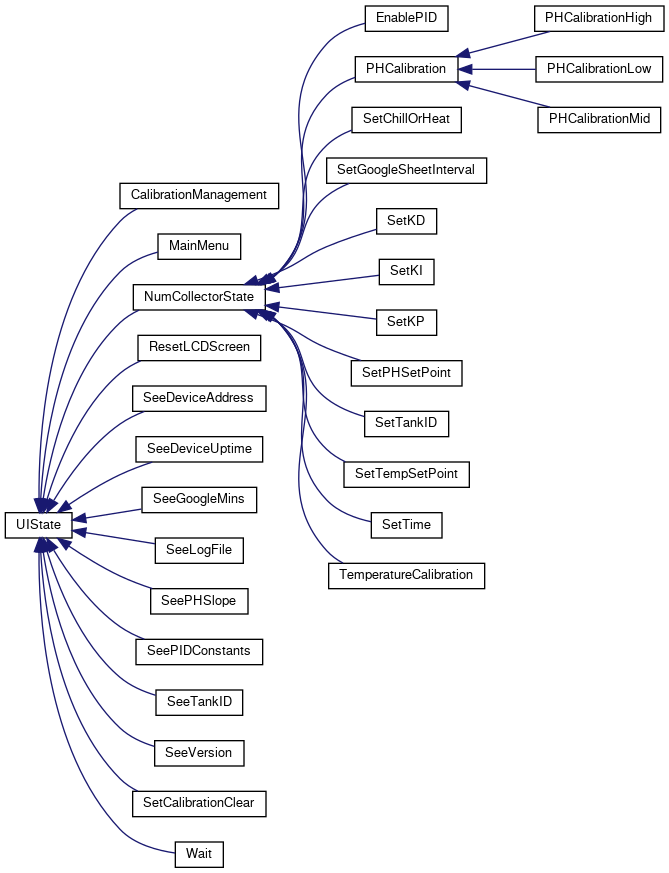 EnablePID
PHCalibrationHigh
PHCalibration
PHCalibrationLow
PHCalibrationMid
SetChillOrHeat
SetGoogleSheetInterval
CalibrationManagement
SetKD
MainMenu
SetKI
NumCollectorState
SetKP
ResetLCDScreen
SetPHSetPoint
SeeDeviceAddress
SetTankID
SeeDeviceUptime
SetTempSetPoint
SeeGoogleMins
UIState
SetTime
SeeLogFile
TemperatureCalibration
SeePHSlope
SeePIDConstants
SeeTankID
SeeVersion
SetCalibrationClear
Wait